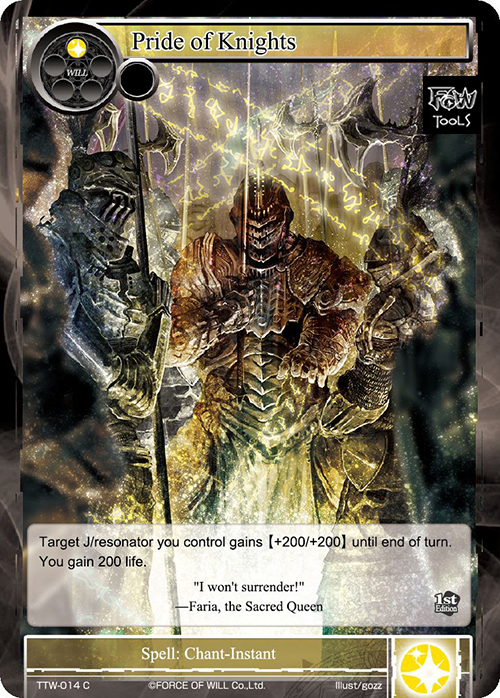 Pride of Knights
WILL
FOW
TOOLS
Target J/resonator you control gains 【+200/+200】 until end of turn.
You gain 200 life.
"I won't surrender!"
—Faria, the Sacred Queen
1st
Edition
Spell: Chant-Instant
TTW-014 C
©FORCE OF WILL Co.,Ltd.
Illust/gozz